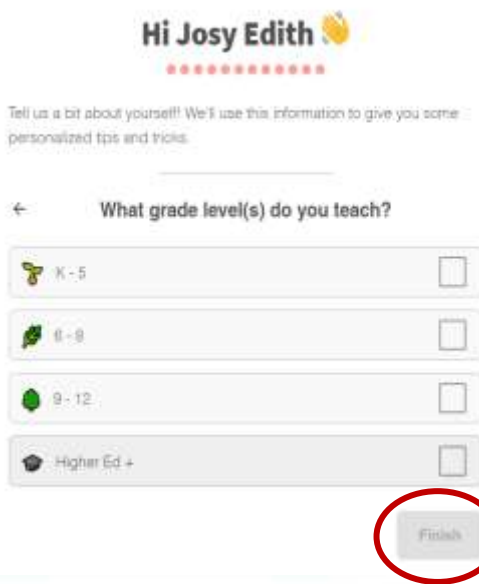 Hi Josy Edith 👋
Tell us a bit about yourself! We'll use this information to give you some
personalized tips and tricks.
← What grade level(s) do you teach?
K - 5
6 - 8
9 - 12
Higher Ed +
Finish